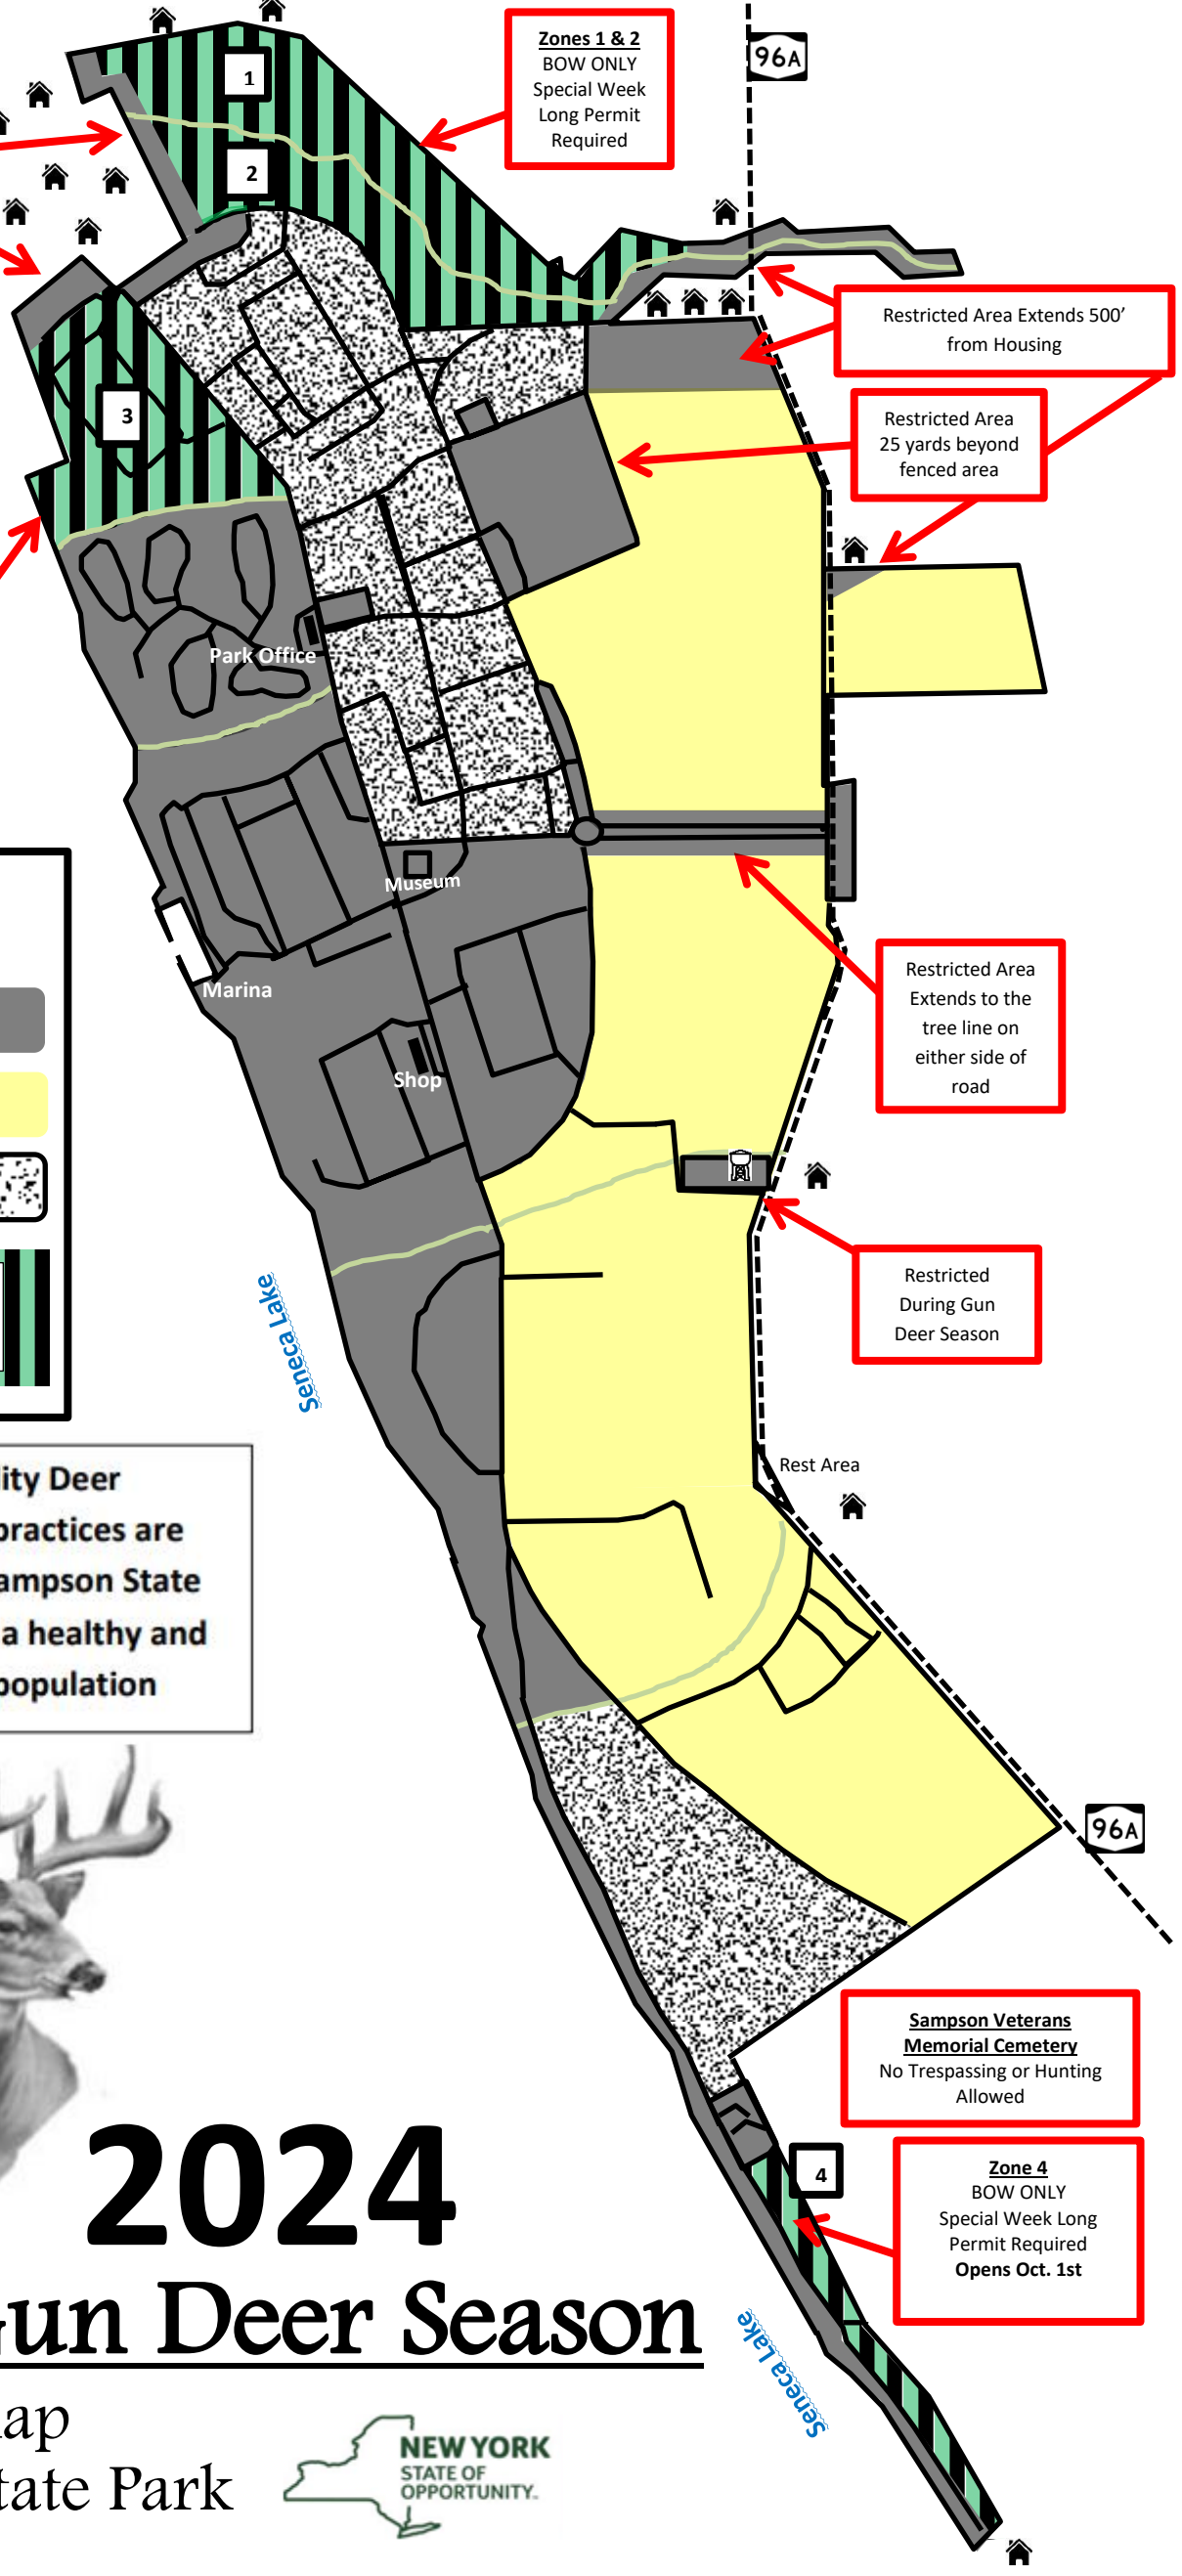 1
2
Zones 1 & 2
BOW ONLY
Special Week
Long Permit
Required
96A
Restricted Area Extends 500’
from Housing
3
Restricted Area
25 yards beyond
fenced area
Park Office
Museum
Marina
Restricted Area
Extends to the
tree line on
either side of
road
Shop
Restricted
During Gun
Deer Season
Seneca Lake
Rest Area
lity Deer
practices are
ampson State
a healthy and
population
96A
Sampson Veterans
Memorial Cemetery
No Trespassing or Hunting
Allowed
4
Zone 4
BOW ONLY
Special Week Long
Permit Required
Opens Oct. 1st
2024
Gun Deer Season
Seneca Lake
ap
tate Park
NEW YORK
STATE OF
OPPORTUNITY.